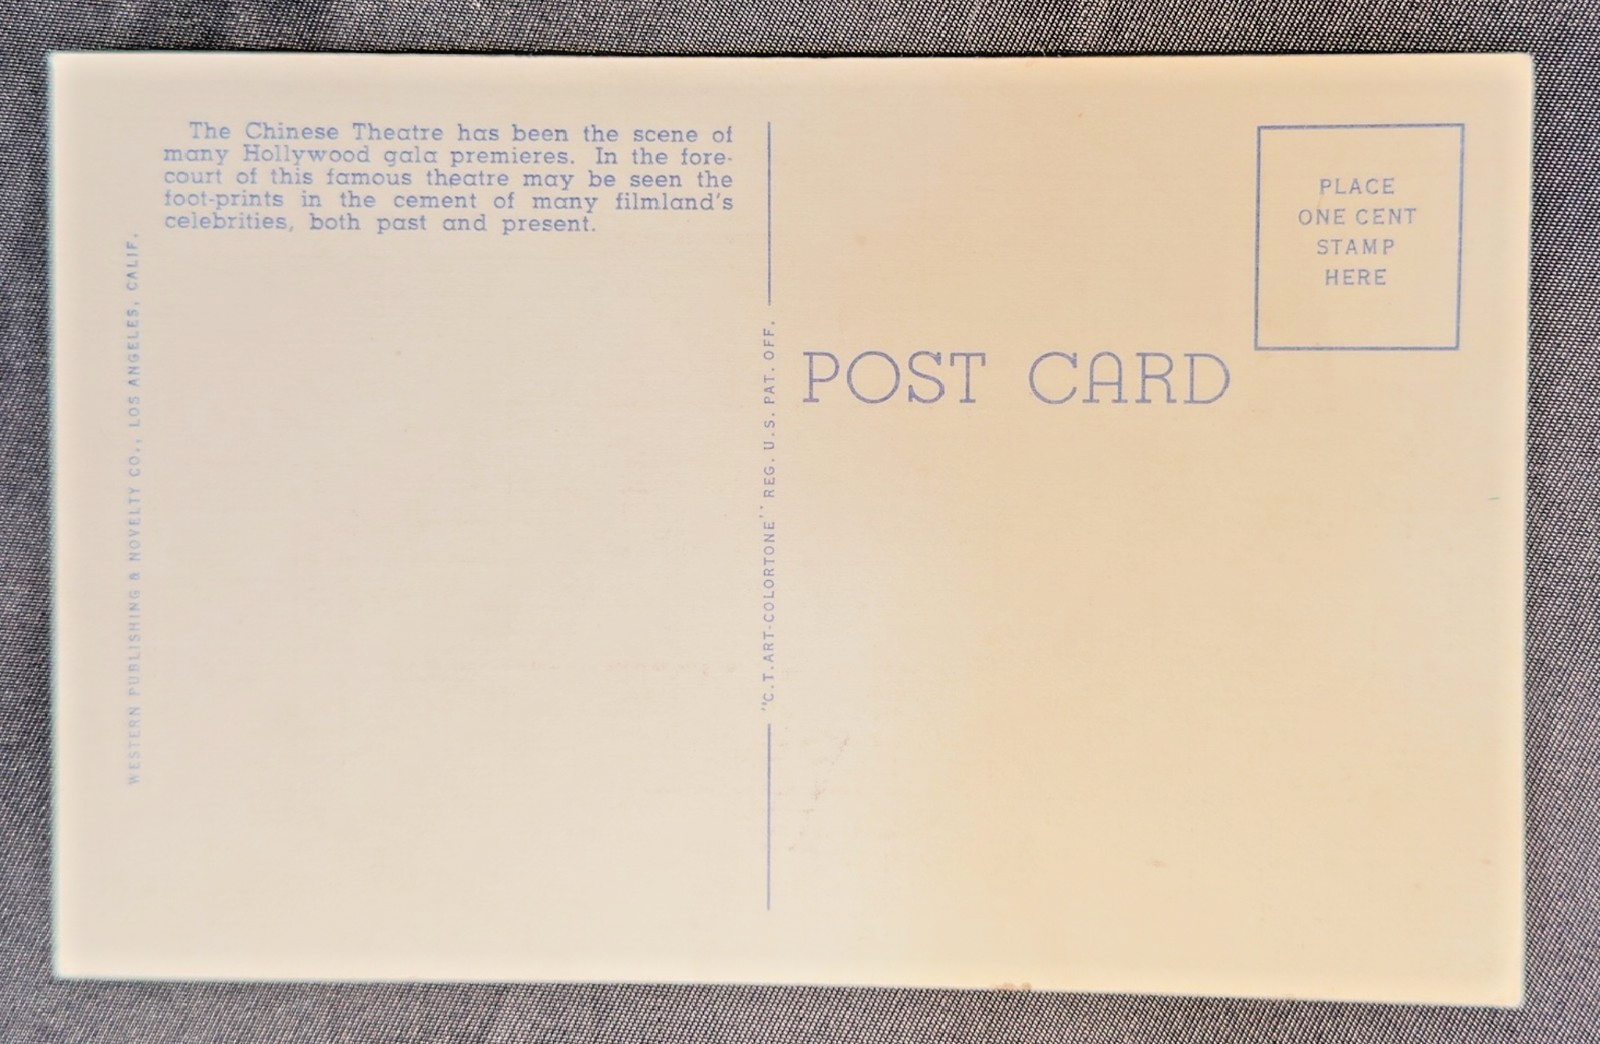 The Chinese Theatre has been the scene of
many Hollywood gala premieres. In the fore-
court of this famous theatre may be seen the
foot-prints in the cement of many filmland's
celebrities, both past and present.
WESTERN PUBLISHING & NOVELTY CO., LOS ANGELES, CALIF.
"C.T.ART-COLORTONE" REG. U.S. PAT. OFF.
POST CARD
PLACE
ONE CENT
STAMP
HERE